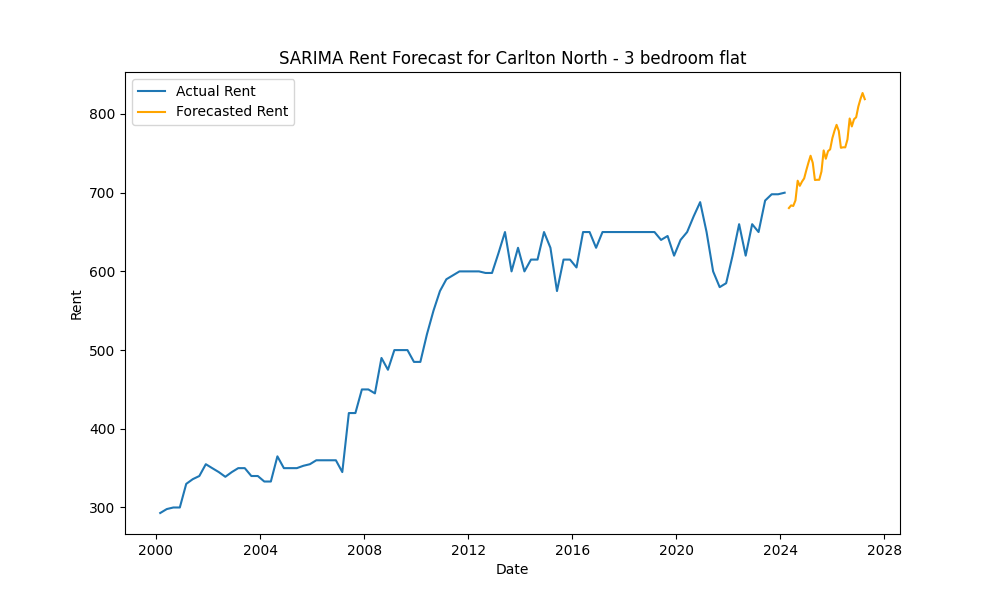 SARIMA Rent Forecast for Carlton North - 3 bedroom flat
Actual Rent
Forecasted Rent
800
700
600
500
400
300
Rent
2000 2004 2008 2012 2016 2020 2024 2028
Date